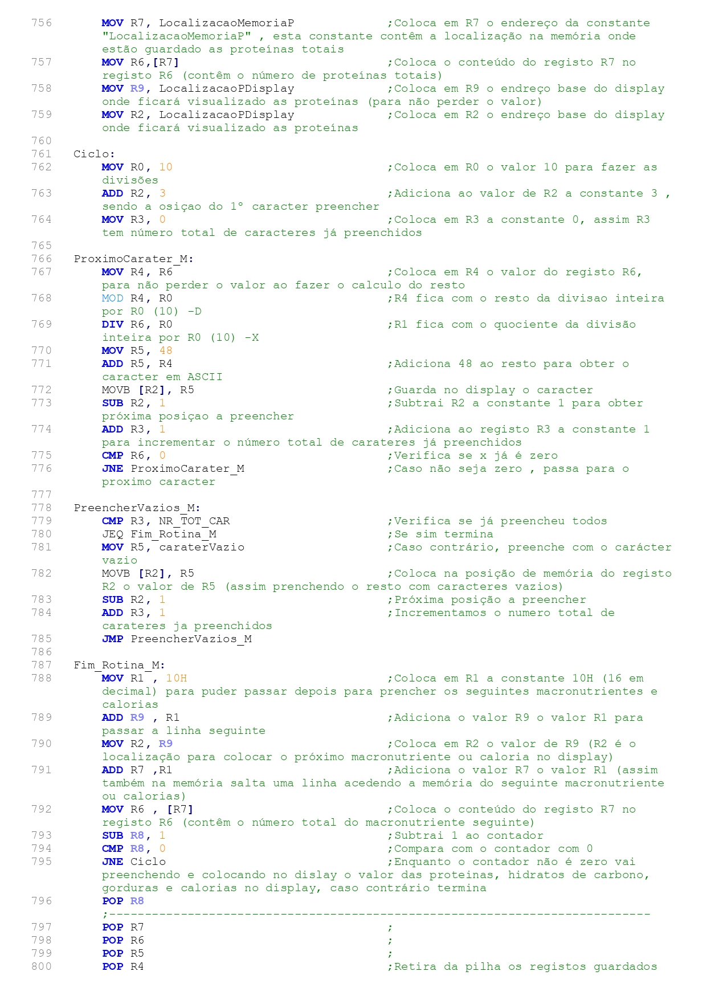 756 MOV R7, LocalizacaoMemoriaP ;Coloca em R7 o endereço da constante
"LocalizacaoMemoriaP" , esta constante contêm a localização na memória onde
estão guardado as proteínas totais
757 MOV R6,[R7] ;Coloca o conteúdo do registo R7 no
registo R6 (contêm o número de proteínas totais)
758 MOV R9, LocalizacaoPDisplay ;Coloca em R9 o endreço base do display
onde ficará visualizado as proteínas (para não perder o valor)
759 MOV R2, LocalizacaoPDisplay ;Coloca em R2 o endreço base do display
onde ficará visualizado as proteínas
760
761 Ciclo:
762 MOV R0, 10 ;Coloca em R0 o valor 10 para fazer as
divisões
763 ADD R2, 3 ;Adiciona ao valor de R2 a constante 3 ,
sendo a osiçao do 1º caracter preencher
764 MOV R3, 0 ;Coloca em R3 a constante 0, assim R3
tem número total de caracteres já preenchidos
765
766 ProximoCarater_M:
767 MOV R4, R6 ;Coloca em R4 o valor do registo R6,
para não perder o valor ao fazer o calculo do resto
768 MOD R4, R0 ;R4 fica com o resto da divisao inteira
por R0 (10) -D
769 DIV R6, R0 ;R1 fica com o quociente da divisão
inteira por R0 (10) -X
770 MOV R5, 48
771 ADD R5, R4 ;Adiciona 48 ao resto para obter o
caracter em ASCII
772 MOVB [R2], R5 ;Guarda no display o caracter
773 SUB R2, 1 ;Subtrai R2 a constante 1 para obter
próxima posiçao a preencher
774 ADD R3, 1 ;Adiciona ao registo R3 a constante 1
para incrementar o número total de carateres já preenchidos
775 CMP R6, 0 ;Verifica se x já é zero
776 JNE ProximoCarater_M ;Caso não seja zero , passa para o
proximo caracter
777
778 PreencherVazios_M:
779 CMP R3, NR_TOT_CAR ;Verifica se já preencheu todos
780 JEQ Fim_Rotina_M ;Se sim termina
781 MOV R5, caraterVazio ;Caso contrário, preenche com o carácter
vazio
782 MOVB [R2], R5 ;Coloca na posição de memória do registo
R2 o valor de R5 (assim prenchendo o resto com caracteres vazios)
783 SUB R2, 1 ;Próxima posição a preencher
784 ADD R3, 1 ;Incrementamos o numero total de
carateres ja preenchidos
785 JMP PreencherVazios_M
786
787 Fim_Rotina_M:
788 MOV R1 , 10H ;Coloca em R1 a constante 10H (16 em
decimal) para puder passar depois para prencher os seguintes macronutrientes e
calorias
789 ADD R9 , R1 ;Adiciona o valor R9 o valor R1 para
passar a linha seguinte
790 MOV R2, R9 ;Coloca em R2 o valor de R9 (R2 é o
localização para colocar o próximo macronutriente ou caloria no display)
791 ADD R7 ,R1 ;Adiciona o valor R7 o valor R1 (assim
também na memória salta uma linha acedendo a memória do seguinte macronutriente
ou calorias)
792 MOV R6 , [R7] ;Coloca o conteúdo do registo R7 no
registo R6 (contêm o número total do macronutriente seguinte)
793 SUB R8, 1 ;Subtrai 1 ao contador
794 CMP R8, 0 ;Compara com o contador com 0
795 JNE Ciclo ;Enquanto o contador não é zero vai
preenchendo e colocando no dislay o valor das proteinas, hidratos de carbono,
gorduras e calorias no display, caso contrário termina
796 POP R8
;----------------------------------------------------------------------------
797 POP R7 ;
798 POP R6 ;
799 POP R5 ;
800 POP R4 ;Retira da pilha os registos guardados